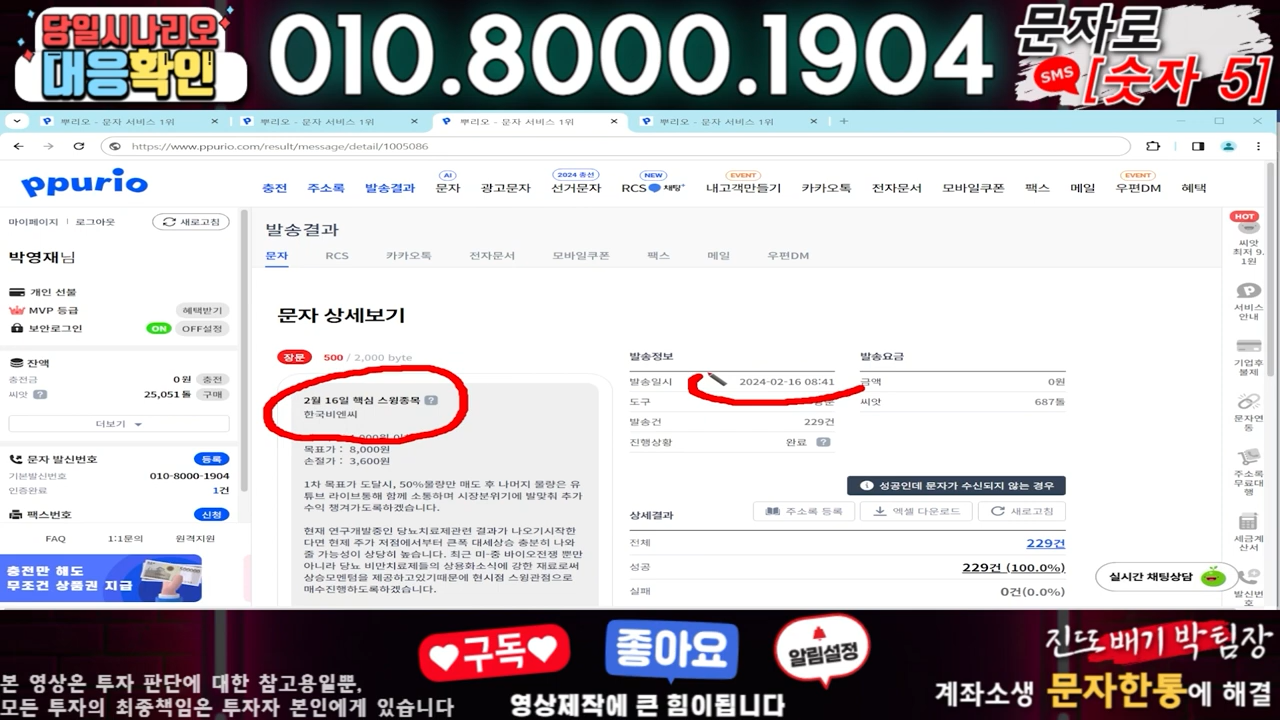 당일시나리오
대응확인
010.8000.1904
문자로
SMS [숫자 5]
뿌리오 - 문자 서비스 1위
뿌리오 - 문자 서비스 1위
뿌리오 - 문자 서비스 1위
뿌리오 - 문자 서비스 1위
https://www.ppurio.com/result/message/detail/1005086
AI
2024 총선
NEW
EVENT
EVENT
ppurio
충전 주소록 발송결과 문자 광고문자 선거문자 RCS 채팅+ 내고객만들기 카카오톡 전자문서 모바일쿠폰 팩스 메일 우편DM 혜택
마이페이지 | 로그아웃 새로고침
박영재님
개인 선불
MVP 등급 혜택받기
보안로그인 ON OFF설정
잔액
충전금 0원 충전
씨앗 ? 25,051톨 구매
더보기
문자 발신번호 등록
기본발신번호 010-8000-1904
인증완료 1건
팩스번호 신청
FAQ 1:1문의 원격지원
충전만 해도
무조건 상품권 지급
발송결과
문자 RCS 카카오톡 전자문서 모바일쿠폰 팩스 메일 우편DM
문자 상세보기
장문 500 / 2,000 byte
2월 16일 핵심 스윙종목 ?
한국비엔씨
목표가 : 8,000원
손절가 : 3,600원
1차 목표가 도달시, 50%물량만 매도 후 나머지 물량은 유
튜브 라이브통해 함께 소통하며 시장분위기에 발맞춰 추가
수익 챙겨가도록하겠습니다.
현재 연구개발중인 당뇨치료제관련 결과가 나오기시작한
다면 현재 주가 저점에서부터 큰폭 대세상승 충분히 나와
줄 가능성이 상당히 높습니다. 최근 미-중 바이오전쟁 뿐만
아니라 당뇨 비만치료제들의 상용화소식에 강한 재료로써
상승모멘텀을 제공하고있기때문에 현시점 스윙관점으로
매수진행하도록하겠습니다.
발송정보
발송일시 2024-02-16 08:41
도구
발송건 229건
진행상황 완료 ?
발송요금
금액 0원
씨앗 687톨
성공인데 문자가 수신되지 않는 경우
상세결과 주소록 등록 엑셀 다운로드 새로고침
전체 229건
성공 229건 (100.0%)
실패 0건(0.0%)
HOT
씨앗
최저 9.
1원
서비스
안내
기업후
불제
문자연
동
주소록
무료대
행
세금계
산서
발신번
호
실시간 채팅상담
구독
좋아요
알림설정
진또배기 박팀장
본 영상은 투자 판단에 대한 참고용일뿐,
모든 투자의 최종책임은 투자자 본인에게 있습니다
영상제작에 큰 힘이됩니다
계좌소생 문자한통에 해결